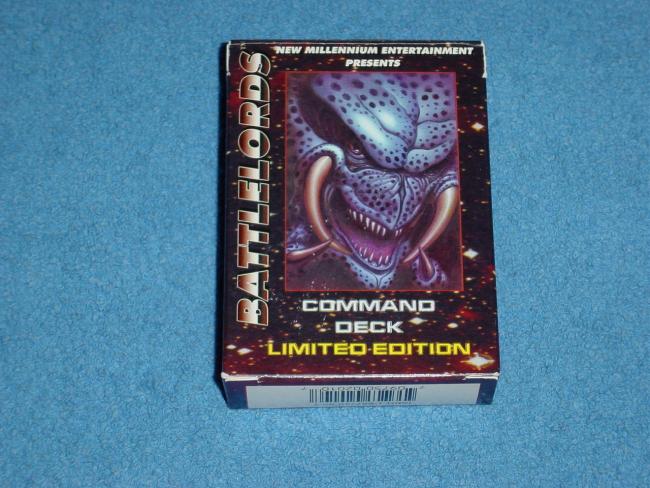 NEW MILLENNIUM ENTERTAINMENT
PRESENTS
BATTLELORDS
COMMAND
DECK
LIMITED EDITION